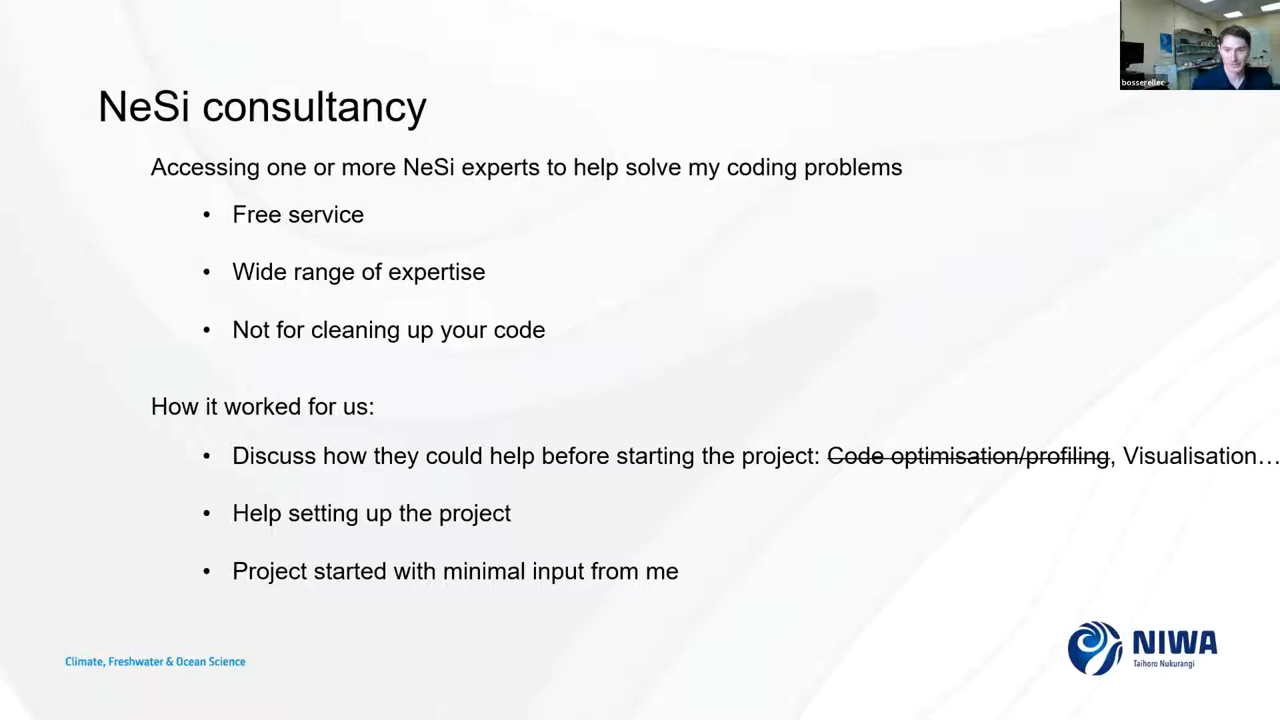 bosserellec
NeSi consultancy
Accessing one or more NeSi experts to help solve my coding problems
• Free service
• Wide range of expertise
• Not for cleaning up your code
How it worked for us:
• Discuss how they could help before starting the project: Code optimisation/profiling, Visualisation…
• Help setting up the project
• Project started with minimal input from me
Climate, Freshwater & Ocean Science
NIWA
Taihoro Nukurangi